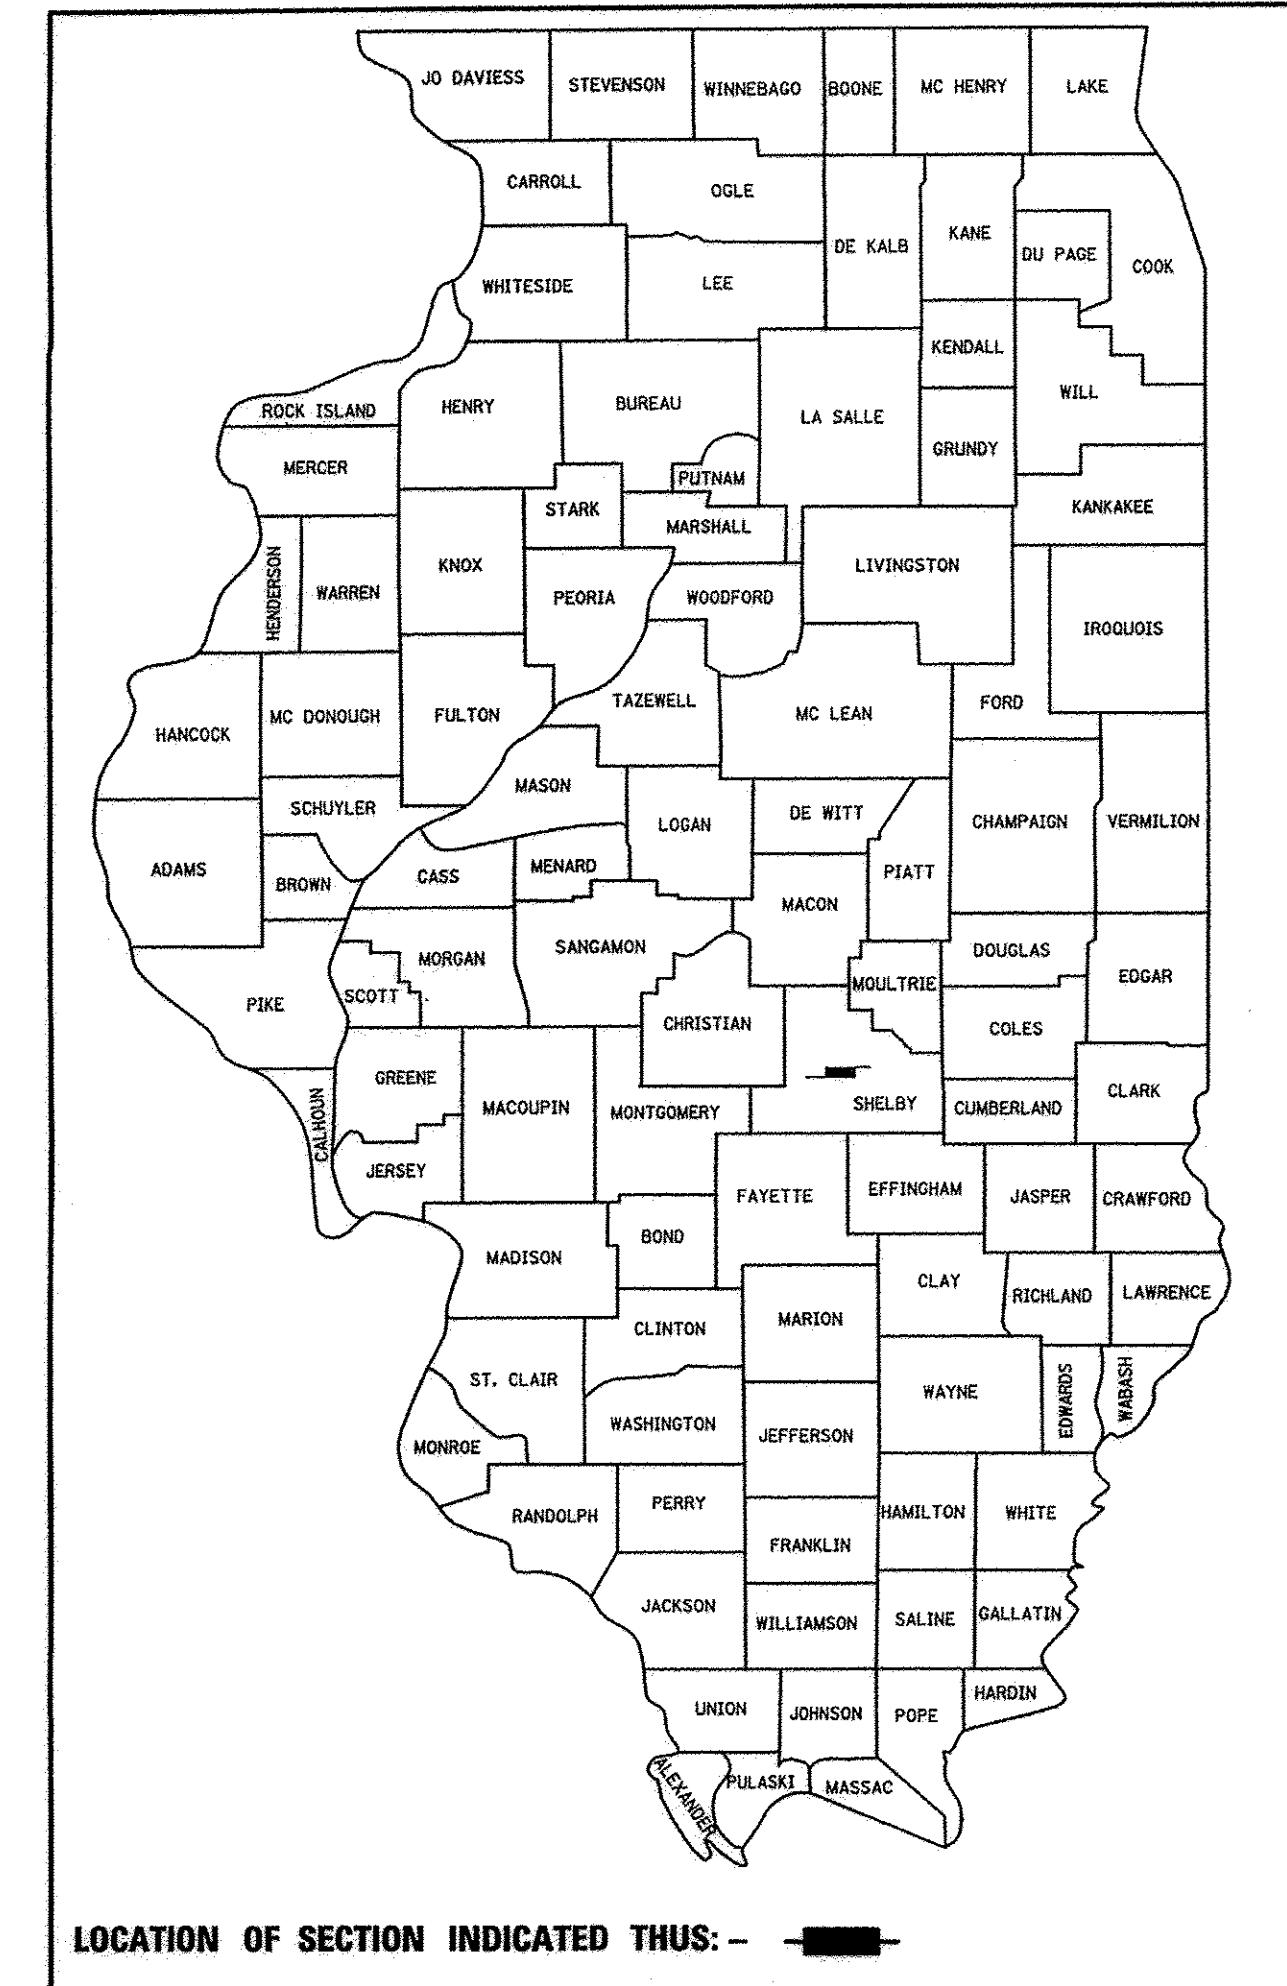 JO DAVIESS
STEVENSON
WINNEBAGO
BOONE
MC HENRY
LAKE
CARROLL
OGLE
DE KALB
KANE
DU PAGE
COOK
WHITESIDE
LEE
KENDALL
WILL
ROCK ISLAND
HENRY
BUREAU
LA SALLE
GRUNDY
MERCER
PUTNAM
KANKAKEE
STARK
MARSHALL
HENDERSON
WARREN
KNOX
PEORIA
WOODFORD
LIVINGSTON
IROQUOIS
HANCOCK
MC DONOUGH
FULTON
TAZEWELL
MC LEAN
FORD
SCHUYLER
MASON
LOGAN
DE WITT
CHAMPAIGN
VERMILION
ADAMS
BROWN
CASS
MENARD
MACON
PIATT
PIKE
SCOTT
MORGAN
SANGAMON
CHRISTIAN
MOULTRIE
DOUGLAS
EDGAR
COLES
CALHOUN
GREENE
MACOUPIN
MONTGOMERY
SHELBY
CUMBERLAND
CLARK
JERSEY
FAYETTE
EFFINGHAM
JASPER
CRAWFORD
MADISON
BOND
CLAY
RICHLAND
LAWRENCE
CLINTON
MARION
ST. CLAIR
WAYNE
EDWARDS
WABASH
MONROE
WASHINGTON
JEFFERSON
RANDOLPH
PERRY
HAMILTON
WHITE
FRANKLIN
JACKSON
WILLIAMSON
SALINE
GALLATIN
UNION
JOHNSON
POPE
HARDIN
ALEXANDER
PULASKI
MASSAC
LOCATION OF SECTION INDICATED THUS: –